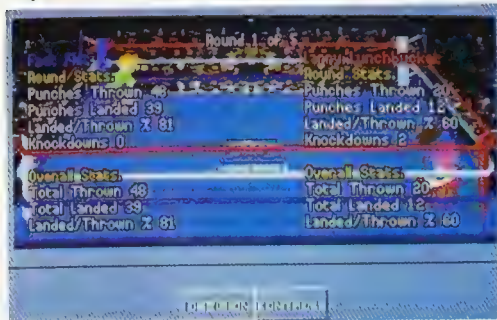 Round 1 of
Round Stats
Punches Thrown 48
Punches Landed 39
Landed/Thrown % 81
Knockdowns 0
Overall Stats
Total Thrown 48
Total Landed 39
Landed/Thrown % 81
Round Stats
Punches Thrown 20
Punches Landed 12
Landed/Thrown % 60
Knockdowns 2
Overall Stats
Total Thrown 20
Total Landed 12
Landed/Thrown % 60